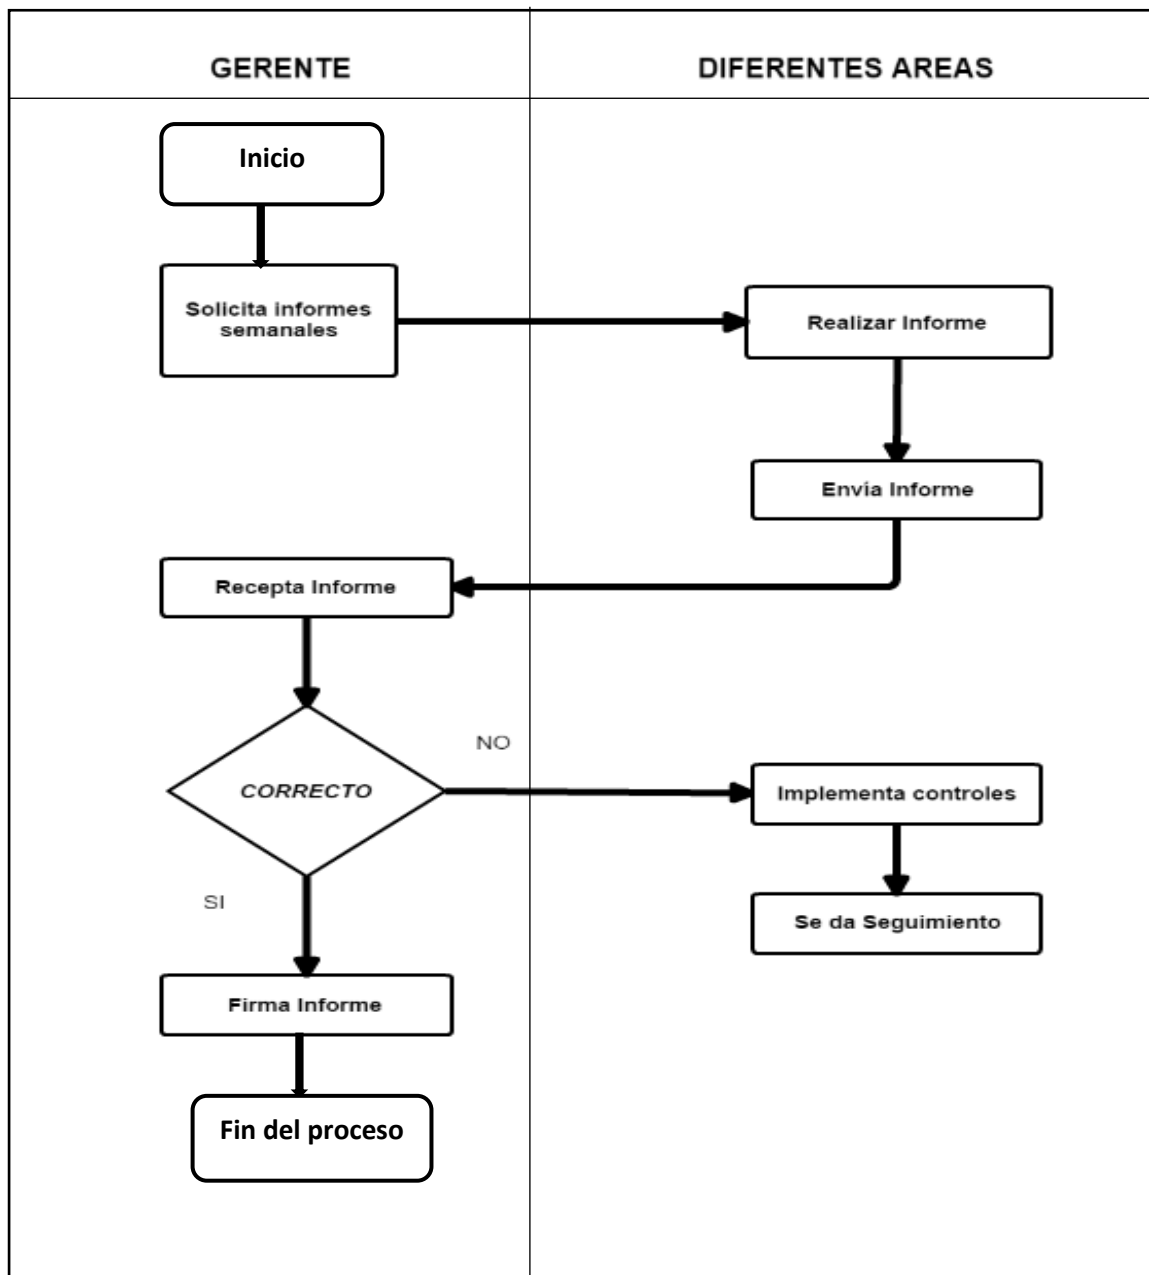 GERENTE
DIFERENTES AREAS
Inicio
Solicita informes
semanales
Realizar Informe
Envía Informe
Recepta Informe
CORRECTO
NO
Implementa controles
SI
Se da Seguimiento
Firma Informe
Fin del proceso